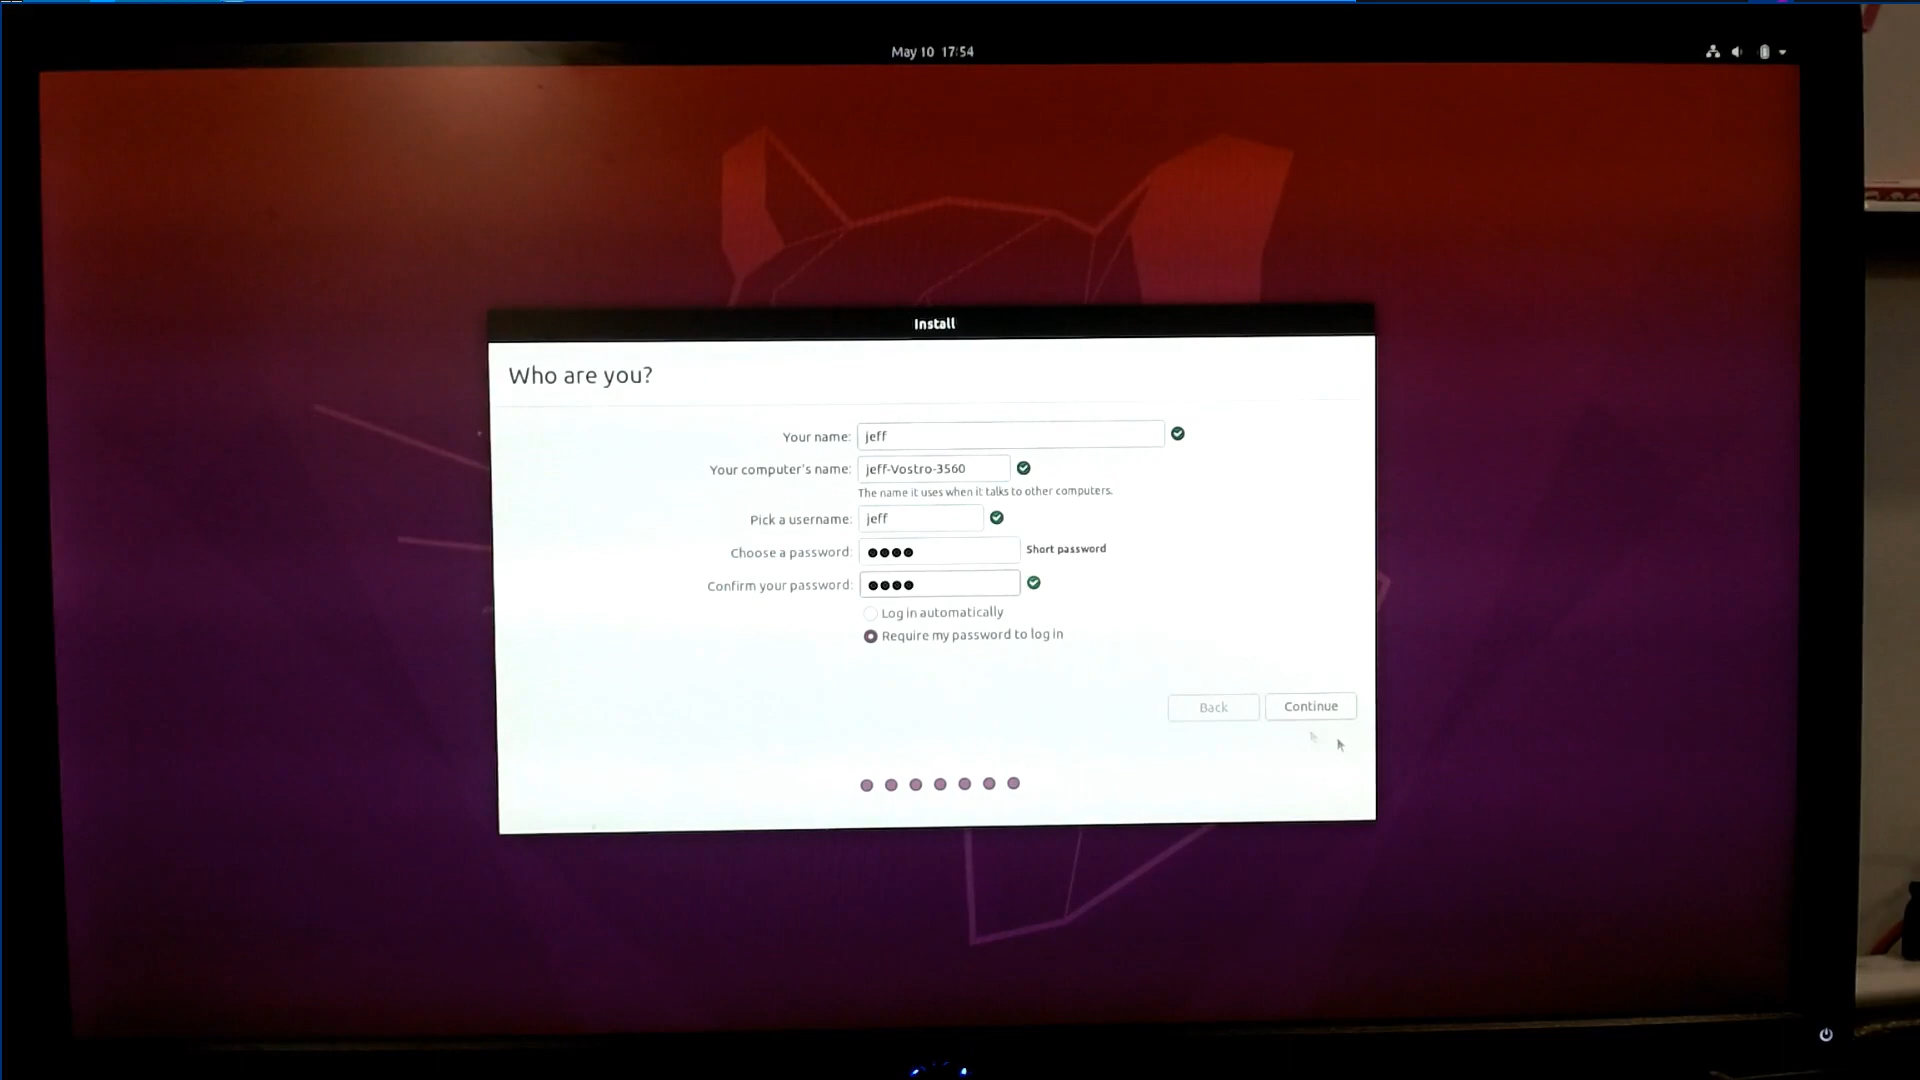 May 10 17:54
Install
Who are you?
Your name: jeff
Your computer's name: jeff-Vostro-3560
The name it uses when it talks to other computers.
Pick a username: jeff
Choose a password: ●●●● Short password
Confirm your password: ●●●●
Log in automatically
Require my password to log in
Back Continue